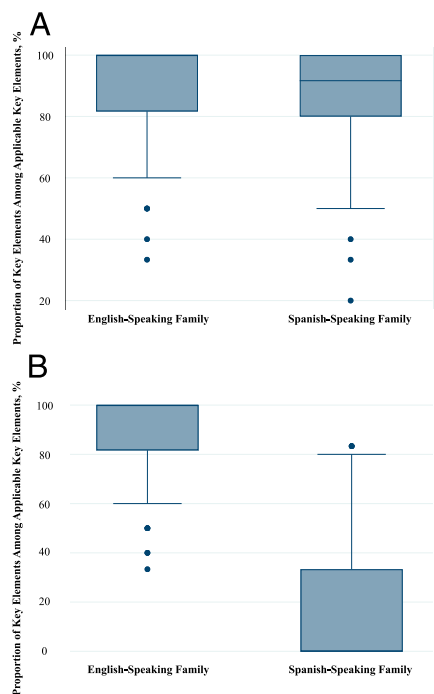 A
Proportion of Key Elements Among Applicable Key Elements, %
100
80
60
40
20
English-Speaking Family
Spanish-Speaking Family
B
Proportion of Key Elements Among Applicable Key Elements, %
100
80
60
40
20
0
English-Speaking Family
Spanish-Speaking Family